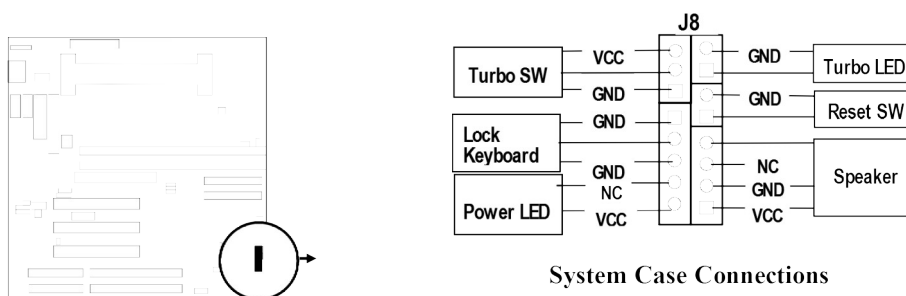 J8
VCC
GND
Turbo SW
Turbo LED
GND
GND
Reset SW
GND
Lock
Keyboard
GND
NC
NC
GND
Speaker
Power LED
VCC
VCC
System Case Connections